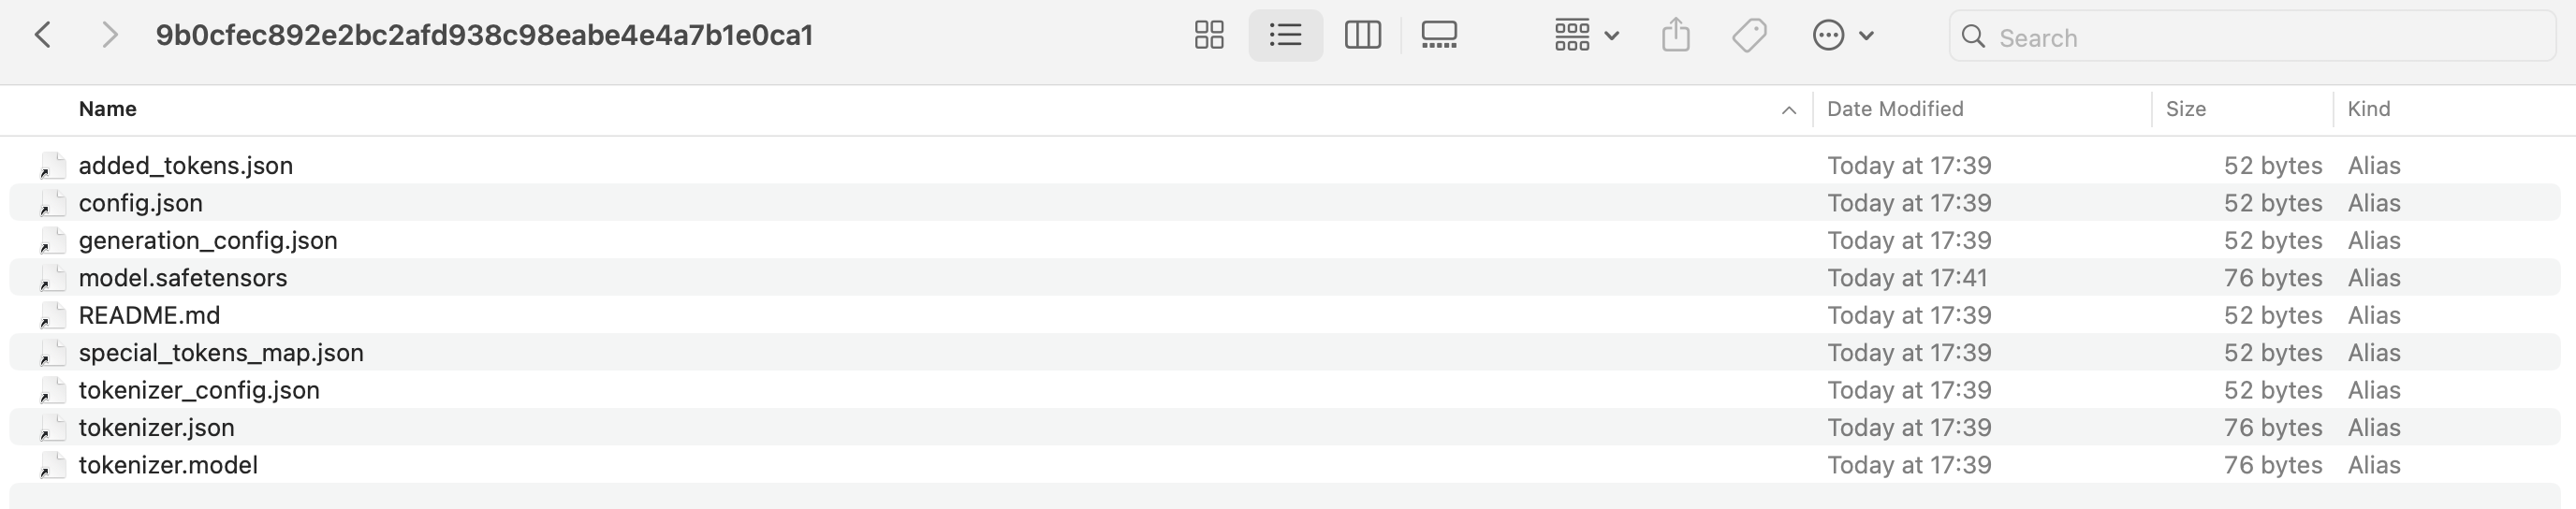 9b0cfec892e2bc2afd938c98eabe4e4a7b1e0ca1 Search
Name Date Modified Size Kind
added_tokens.json Today at 17:39 52 bytes Alias
config.json Today at 17:39 52 bytes Alias
generation_config.json Today at 17:39 52 bytes Alias
model.safetensors Today at 17:41 76 bytes Alias
README.md Today at 17:39 52 bytes Alias
special_tokens_map.json Today at 17:39 52 bytes Alias
tokenizer_config.json Today at 17:39 52 bytes Alias
tokenizer.json Today at 17:39 76 bytes Alias
tokenizer.model Today at 17:39 76 bytes Alias